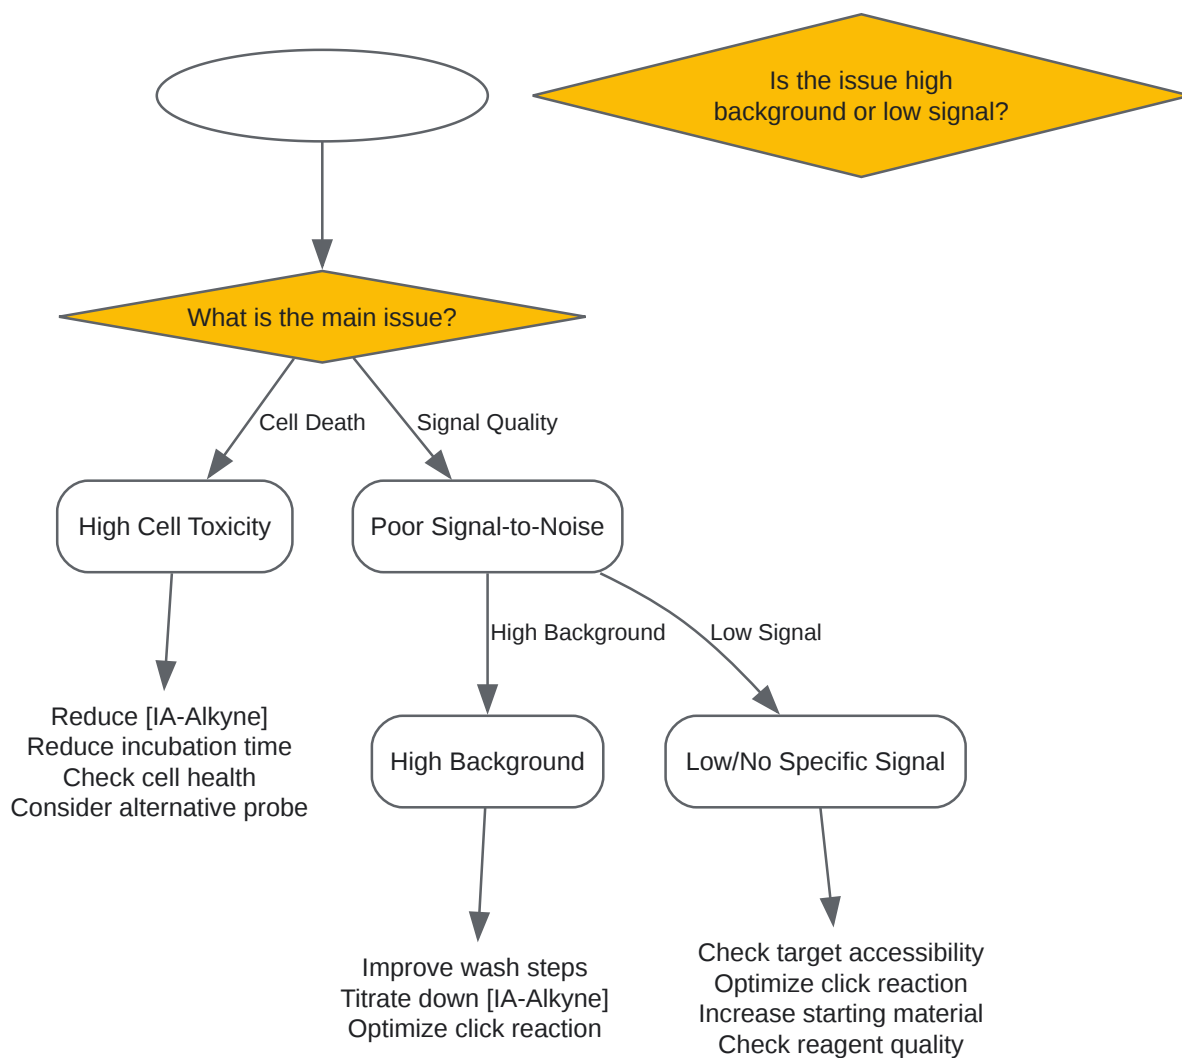 Is the issue high
background or low signal?
What is the main issue?
Cell Death
Signal Quality
High Cell Toxicity
Poor Signal-to-Noise
High Background
Low Signal
Reduce [IA-Alkyne]
Reduce incubation time
Check cell health
Consider alternative probe
High Background
Low/No Specific Signal
Improve wash steps
Titrate down [IA-Alkyne]
Optimize click reaction
Check target accessibility
Optimize click reaction
Increase starting material
Check reagent quality